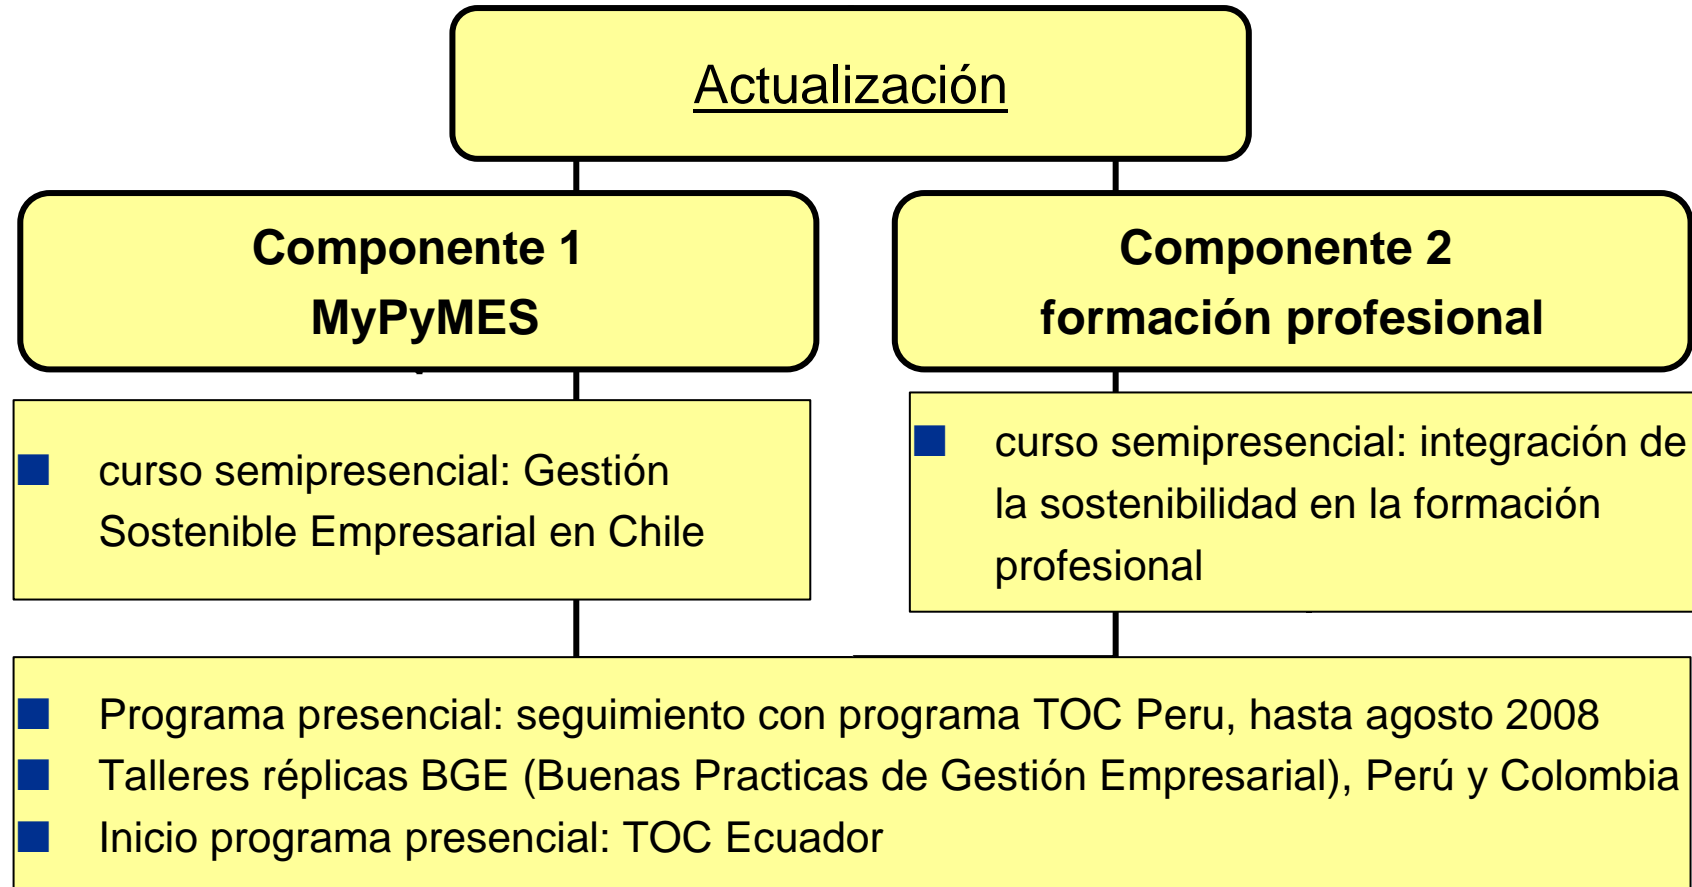 Actualización
Componente 1
MyPyMES
Componente 2
formación profesional
curso semipresencial: Gestión
Sostenible Empresarial en Chile
curso semipresencial: integración de
la sostenibilidad en la formación
profesional
Programa presencial: seguimiento con programa TOC Peru, hasta agosto 2008
Talleres réplicas BGE (Buenas Practicas de Gestión Empresarial), Perú y Colombia
Inicio programa presencial: TOC Ecuador